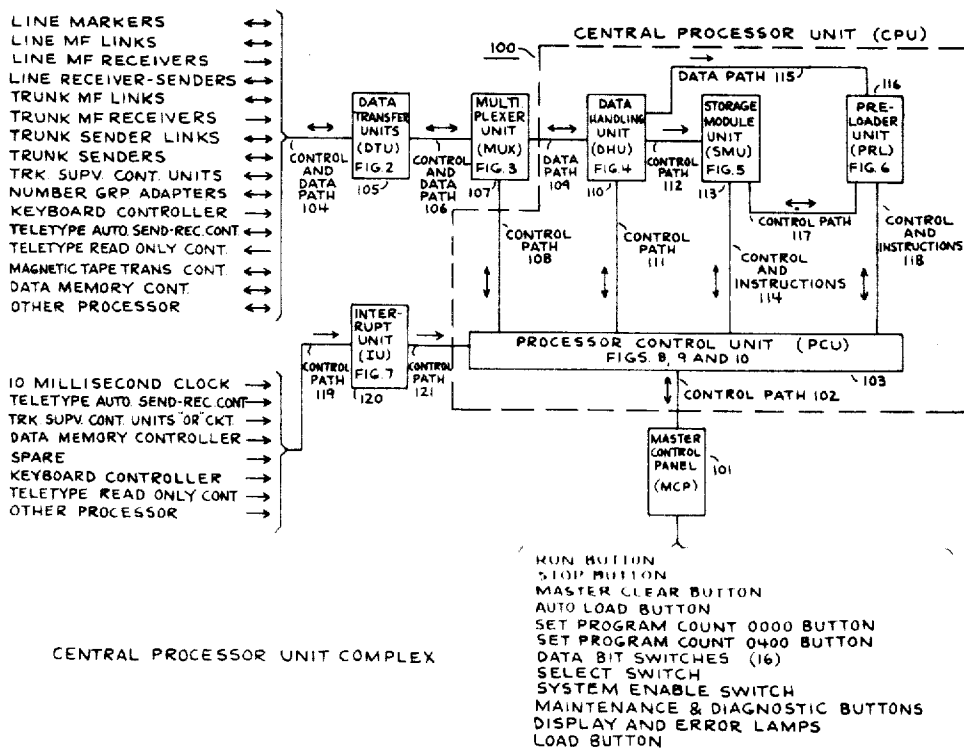 LINE MARKERS
LINE MF LINKS
LINE MF RECEIVERS
LINE RECEIVER-SENDERS
TRUNK MF LINKS
TRUNK MF RECEIVERS
TRUNK SENDER LINKS
TRUNK SENDERS
TRK. SUPV. CONT. UNITS
NUMBER GRP. ADAPTERS
KEYBOARD CONTROLLER
TELETYPE AUTO. SEND-REC. CONT.
TELETYPE READ ONLY CONT.
MAGNETIC TAPE TRANS CONT.
DATA MEMORY CONT.
OTHER PROCESSOR
CONTROL
AND
DATA
PATH
104
DATA
TRANSFER
UNITS
(DTU)
FIG. 2
105
CONTROL
AND
DATA
PATH
106
MULTI
PLEXER
UNIT
(MUX)
FIG. 3
107
100
CENTRAL PROCESSOR UNIT (CPU)
DATA
PATH
109
DATA
HANDLING
UNIT
(DHU)
FIG. 4
110
DATA PATH 115
CONTROL
PATH
112
STORAGE
MODULE
UNIT
(SMU)
FIG. 5
113
116
PRE-
LOADER
UNIT
(PRL)
FIG. 6
CONTROL PATH
117
CONTROL
PATH
108
CONTROL
PATH
111
CONTROL
AND
INSTRUCTIONS
114
CONTROL
AND
INSTRUCTIONS
118
10 MILLISECOND CLOCK
TELETYPE AUTO. SEND-REC. CONT
TRK. SUPV. CONT. UNITS "OR" CKT.
DATA MEMORY CONTROLLER
SPARE
KEYBOARD CONTROLLER
TELETYPE READ ONLY CONT
OTHER PROCESSOR
CONTROL
PATH
119
INTER-
RUPT
UNIT
(IU)
FIG. 7
120
CONTROL
PATH
121
PROCESSOR CONTROL UNIT (PCU)
FIGS. 8, 9 AND 10
103
CONTROL PATH 102
MASTER
CONTROL
PANEL
(MCP)
101
RUN BUTTON
STOP BUTTON
MASTER CLEAR BUTTON
AUTO LOAD BUTTON
SET PROGRAM COUNT 0000 BUTTON
SET PROGRAM COUNT 0400 BUTTON
DATA BIT SWITCHES (16)
SELECT SWITCH
SYSTEM ENABLE SWITCH
MAINTENANCE & DIAGNOSTIC BUTTONS
DISPLAY AND ERROR LAMPS
LOAD BUTTON
CENTRAL PROCESSOR UNIT COMPLEX